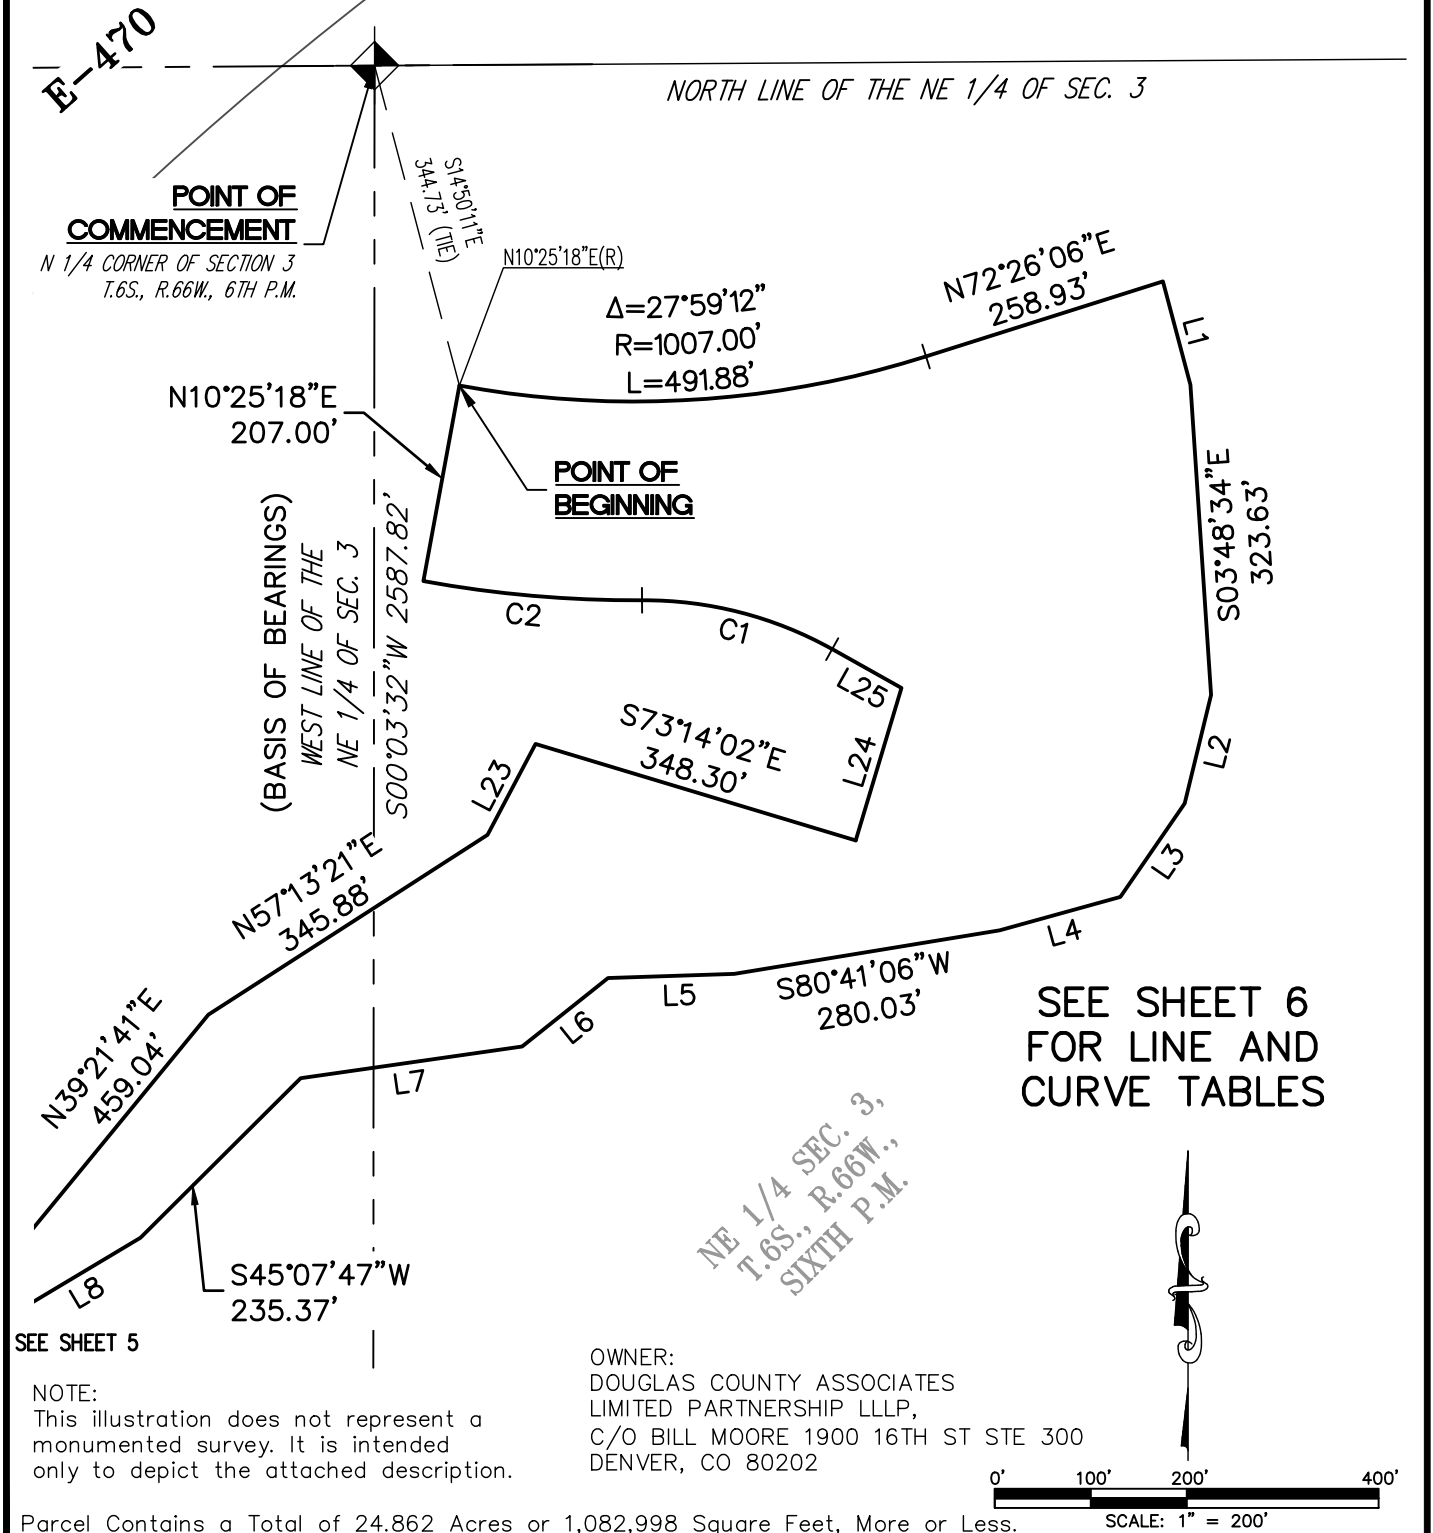 E-470
NORTH LINE OF THE NE 1/4 OF SEC. 3
POINT OF
COMMENCEMENT
N 1/4 CORNER OF SECTION 3
T.6S., R.66W., 6TH P.M.
S14°50'11"E
344.73' (TIE)
N10°25'18"E(R)
Δ=27°59'12"
R=1007.00'
L=491.88'
N72°26'06"E
258.93'
L1
N10°25'18"E
207.00'
POINT OF
BEGINNING
S03°48'34"E
323.63'
(BASIS OF BEARINGS)
WEST LINE OF THE
NE 1/4 OF SEC. 3
S00°03'32"W 2587.82'
C2
C1
L25
S73°14'02"E
348.30'
L24
L23
L2
L3
N57°13'21"E
345.88'
L4
S80°41'06"W
280.03'
L5
L6
L7
N39°21'41"E
459.04'
SEE SHEET 6
FOR LINE AND
CURVE TABLES
NE 1/4 SEC. 3,
T.6S., R.66W.,
SIXTH P.M.
S45°07'47"W
235.37'
L8
SEE SHEET 5
NOTE:
This illustration does not represent a
monumented survey. It is intended
only to depict the attached description.
OWNER:
DOUGLAS COUNTY ASSOCIATES
LIMITED PARTNERSHIP LLLP,
C/O BILL MOORE 1900 16TH ST STE 300
DENVER, CO 80202
0' 100' 200' 400'
SCALE: 1" = 200'
Parcel Contains a Total of 24.862 Acres or 1,082,998 Square Feet, More or Less.